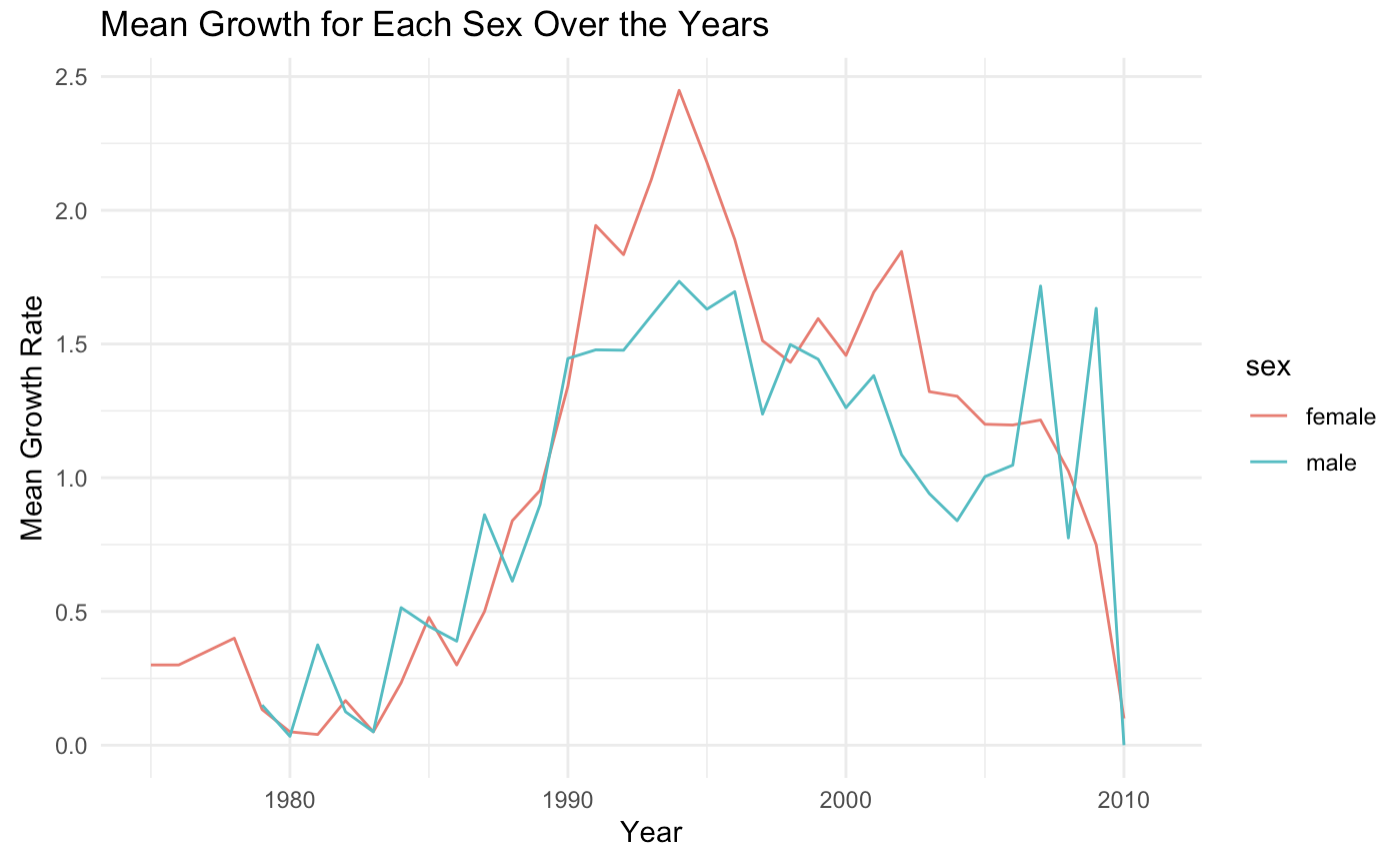 Mean Growth for Each Sex Over the Years
2.5
2.0
1.5
1.0
0.5
0.0
Mean Growth Rate
1980
1990
2000
2010
Year
sex
female
male